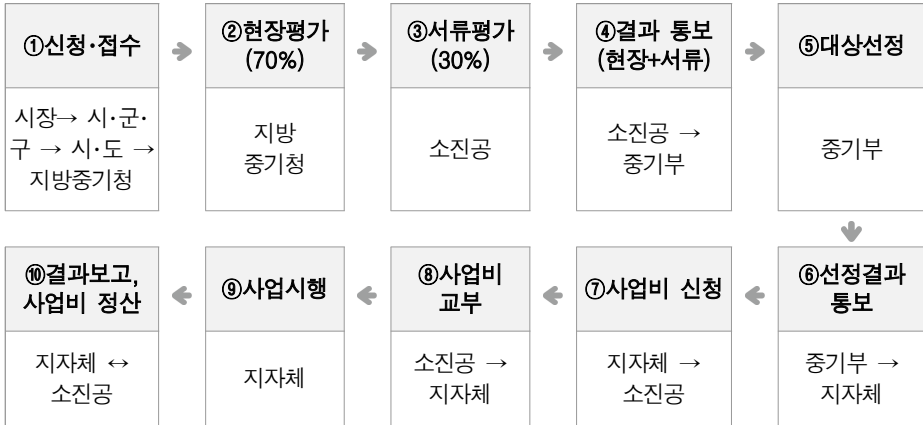 ①신청·접수
시장→ 시·군·
구 → 시·도 →
지방중기청
②현장평가
(70%)
지방
중기청
③서류평가
(30%)
소진공
④결과 통보
(현장+서류)
소진공 →
중기부
⑤대상선정
중기부
⑥선정결과
통보
중기부 →
지자체
⑦사업비 신청
지자체 →
소진공
⑧사업비
교부
소진공 →
지자체
⑨사업시행
지자체
⑩결과보고,
사업비 정산
지자체 ↔
소진공